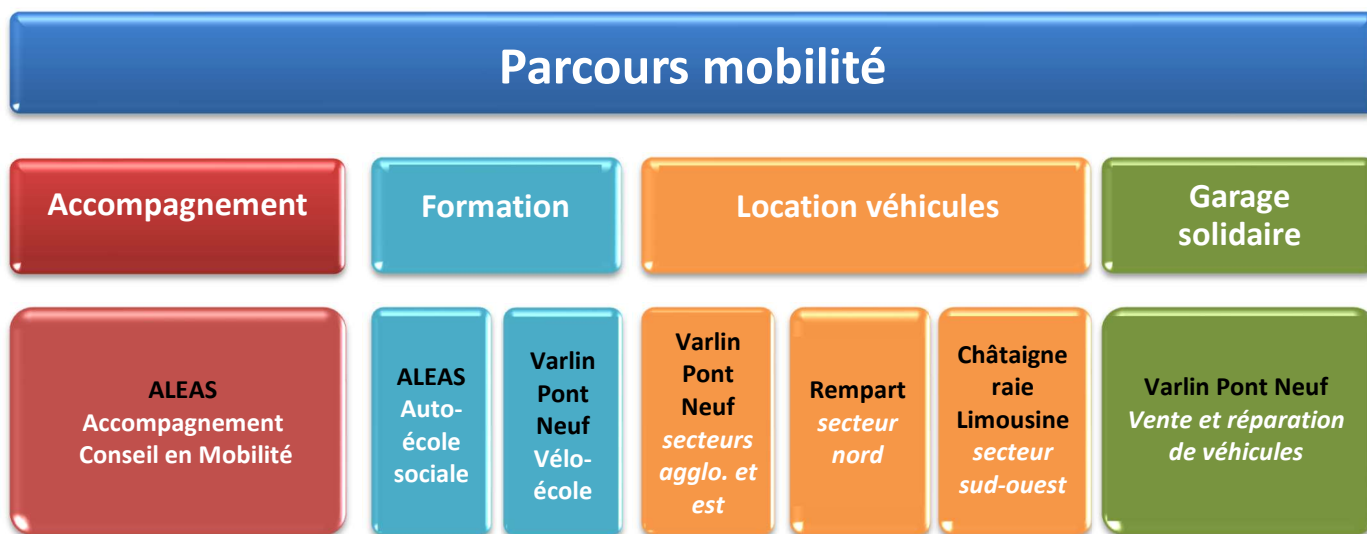 Parcours mobilité
Accompagnement
Formation
Location véhicules
Garage
solidaire
ALEAS
Accompagnement
Conseil en Mobilité
ALEAS
Auto-
école
sociale
Varlin
Pont
Neuf
Vélo-
école
Varlin
Pont
Neuf
secteurs
agglo. et
est
Rempart
secteur
nord
Châtaigne
raie
Limousine
secteur
sud-ouest
Varlin Pont Neuf
Vente et réparation
de véhicules